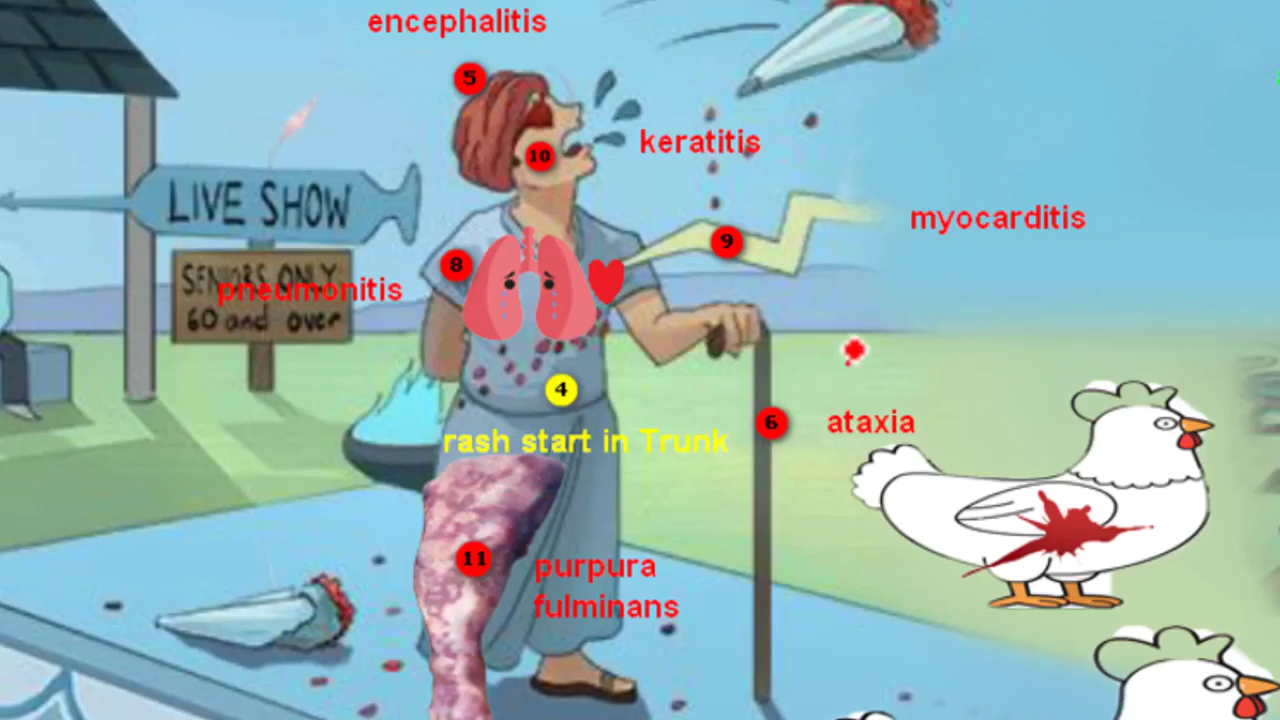 encephalitis
5
10
keratitis
LIVE SHOW
myocarditis
9
8
SENIORS ONLY:
pneumonitis
60 and over
4
6
ataxia
rash start in Trunk
11
purpura
fulminans